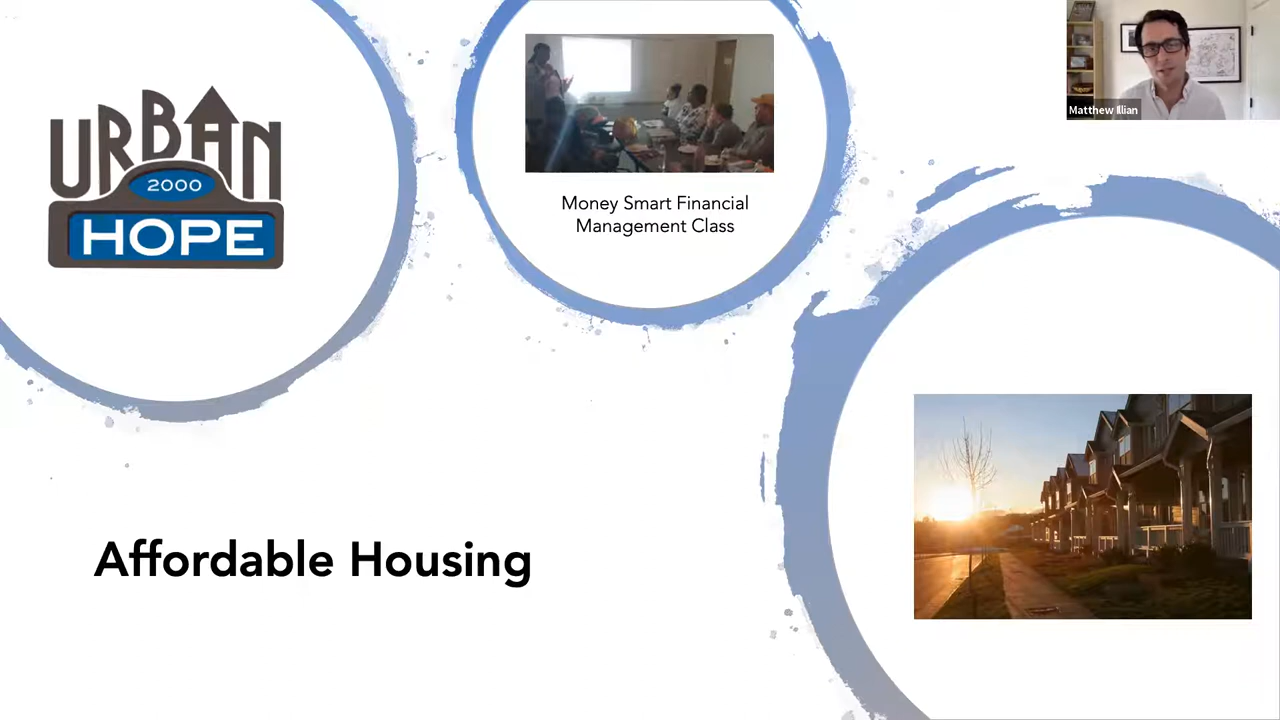 URBAN
2000
HOPE
Money Smart Financial
Management Class
Matthew Illian
Affordable Housing